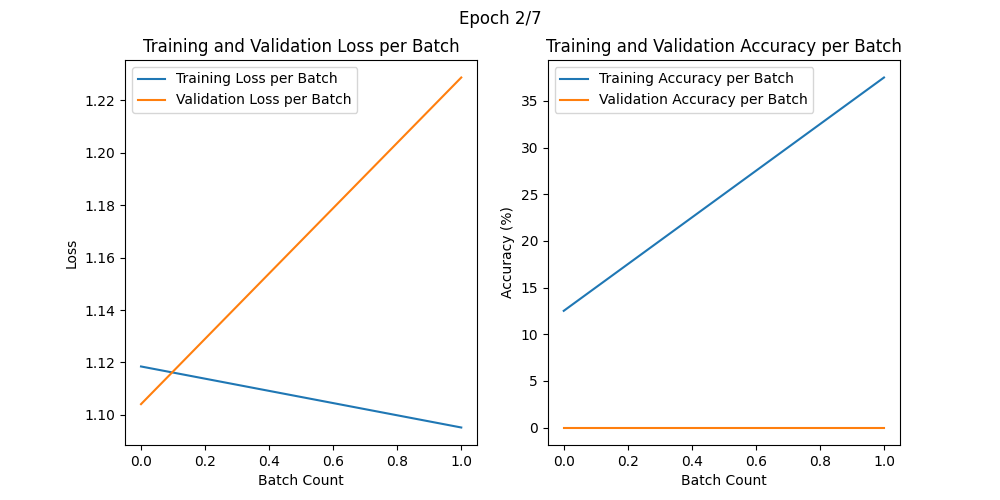 Epoch 2/7
Training and Validation Loss per Batch
Training Loss per Batch
Validation Loss per Batch
1.22
1.20
1.18
1.16
1.14
1.12
1.10
Loss
0.0 0.2 0.4 0.6 0.8 1.0
Batch Count
Training and Validation Accuracy per Batch
Training Accuracy per Batch
Validation Accuracy per Batch
35
30
25
20
15
10
5
0
Accuracy (%)
0.0 0.2 0.4 0.6 0.8 1.0
Batch Count